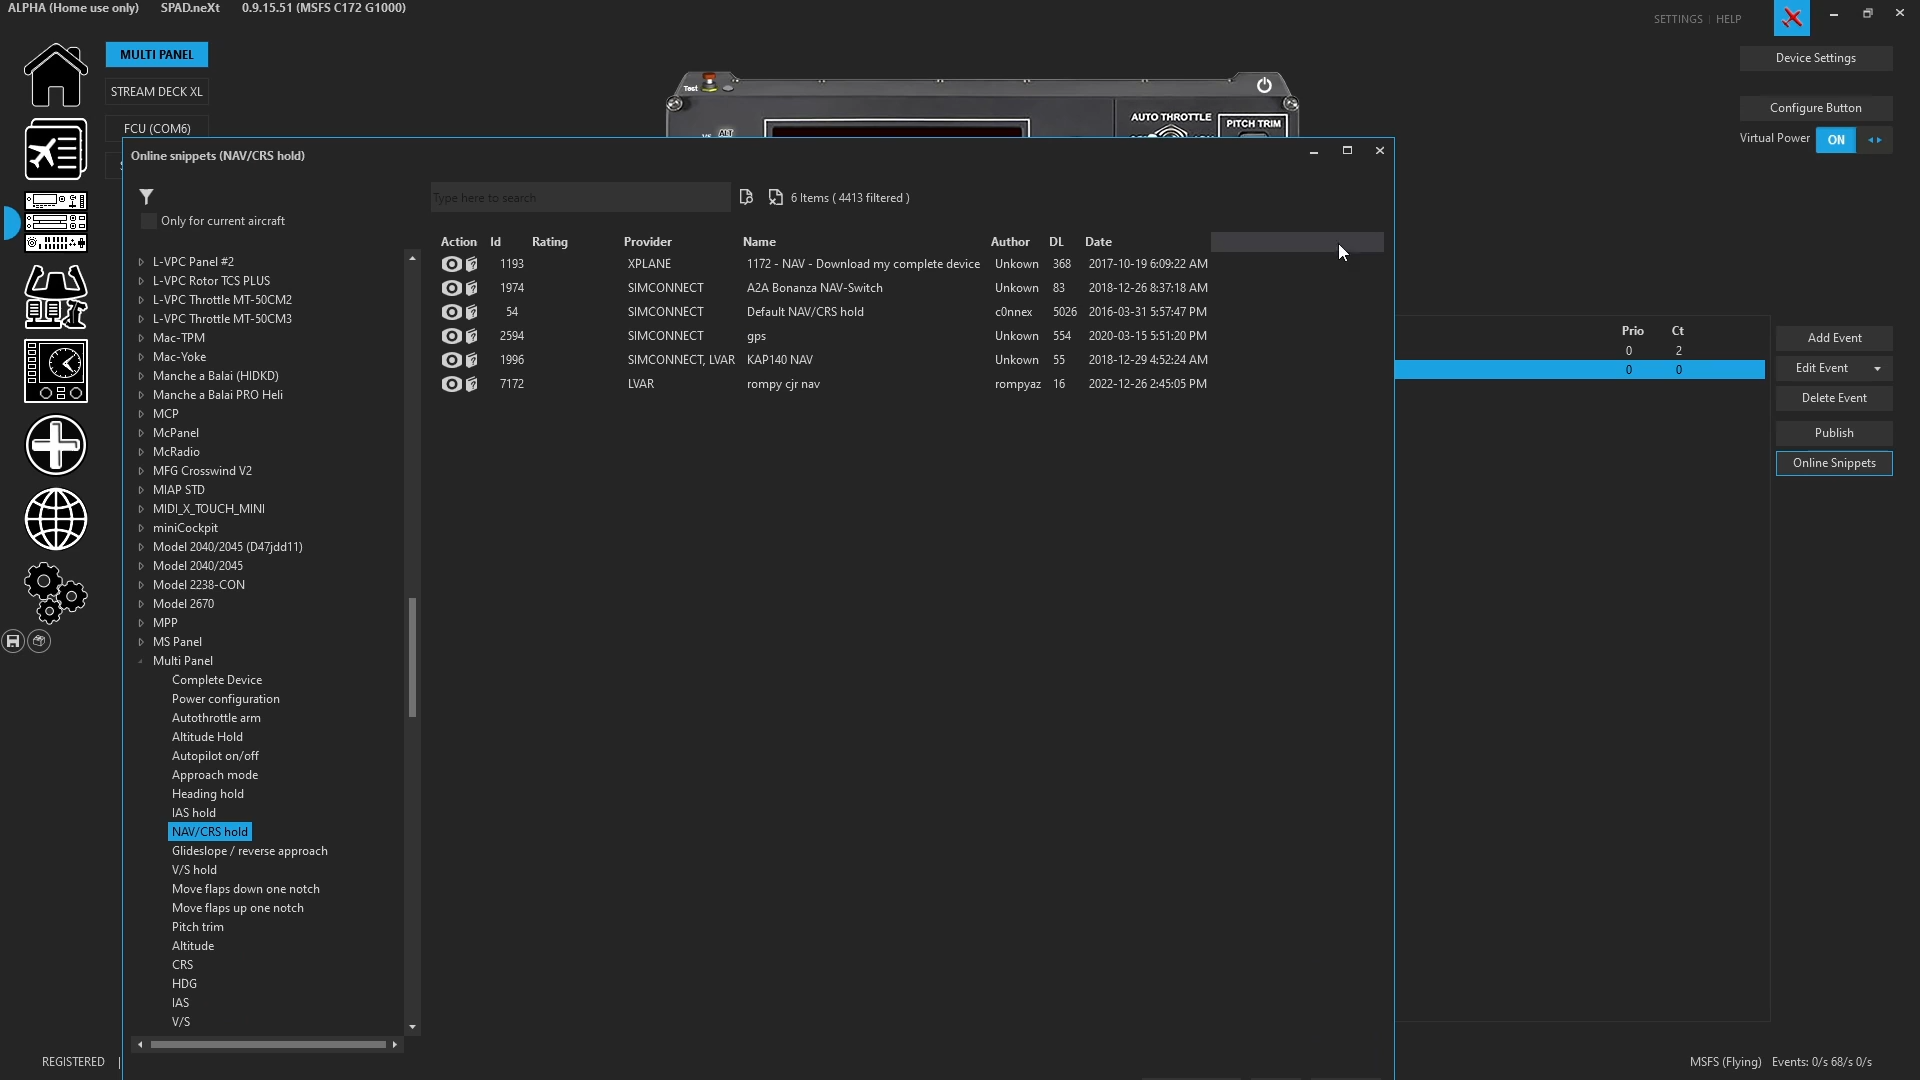 ALPHA (Home use only) SPAD.neXt 0.9.15.51 (MSFS C172 G1000)
SETTINGS | HELP
MULTI PANEL
STREAM DECK XL
FCU (COM6)
Device Settings
Configure Button
Virtual Power ON
Test
ALT
AUTO THROTTLE
PITCH TRIM
Online snippets (NAV/CRS hold)
Type here to search
6 Items ( 4413 filtered )
Only for current aircraft
Action Id Rating Provider Name Author DL Date
1193 XPLANE 1172 - NAV - Download my complete device Unkown 368 2017-10-19 6:09:22 AM
1974 SIMCONNECT A2A Bonanza NAV-Switch Unkown 83 2018-12-26 8:37:18 AM
54 SIMCONNECT Default NAV/CRS hold c0nnex 5026 2016-03-31 5:57:47 PM
2594 SIMCONNECT gps Unkown 554 2020-03-15 5:51:20 PM
1996 SIMCONNECT, LVAR KAP140 NAV Unkown 55 2018-12-29 4:52:24 AM
7172 LVAR rompy cjr nav rompyaz 16 2022-12-26 2:45:05 PM
L-VPC Panel #2
L-VPC Rotor TCS PLUS
L-VPC Throttle MT-50CM2
L-VPC Throttle MT-50CM3
Mac-TPM
Mac-Yoke
Manche a Balai (HIDKD)
Manche a Balai PRO Heli
MCP
McPanel
McRadio
MFG Crosswind V2
MIAP STD
MIDI_X_TOUCH_MINI
miniCockpit
Model 2040/2045 (D47jdd11)
Model 2040/2045
Model 2238-CON
Model 2670
MPP
MS Panel
Multi Panel
Complete Device
Power configuration
Autothrottle arm
Altitude Hold
Autopilot on/off
Approach mode
Heading hold
IAS hold
NAV/CRS hold
Glideslope / reverse approach
V/S hold
Move flaps down one notch
Move flaps up one notch
Pitch trim
Altitude
CRS
HDG
IAS
V/S
Prio Ct
0 2
0 0
Add Event
Edit Event
Delete Event
Publish
Online Snippets
REGISTERED |
MSFS (Flying) Events: 0/s 68/s 0/s